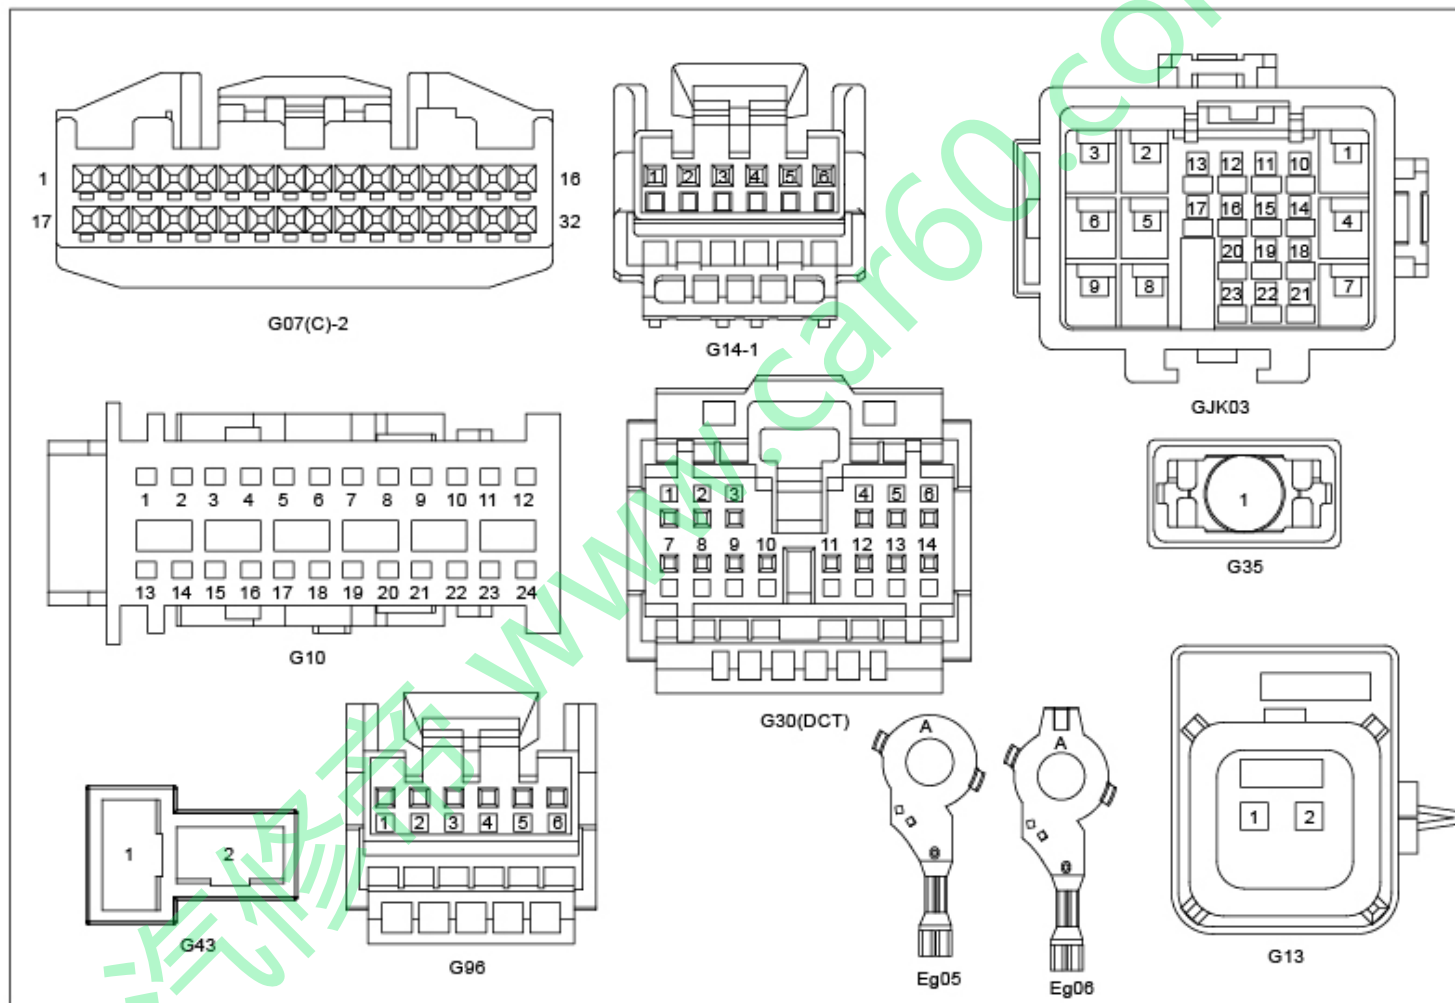 1 16
17 32
G07(C)-2
1 2 3 4 5 6
G14-1
3 2 13 12 11 10 1
6 5 17 16 15 14 4
20 19 18
9 8 23 22 21 7
GJK03
1 2 3 4 5 6 7 8 9 10 11 12
13 14 15 16 17 18 19 20 21 22 23 24
G10
1 2 3 4 5 6
7 8 9 10 11 12 13 14
G30(DCT)
1
G35
1 2
G43
1 2 3 4 5 6
G96
A
θ
Eg05
A
θ
Eg06
1 2
G13
汽修帝 www.car60.com